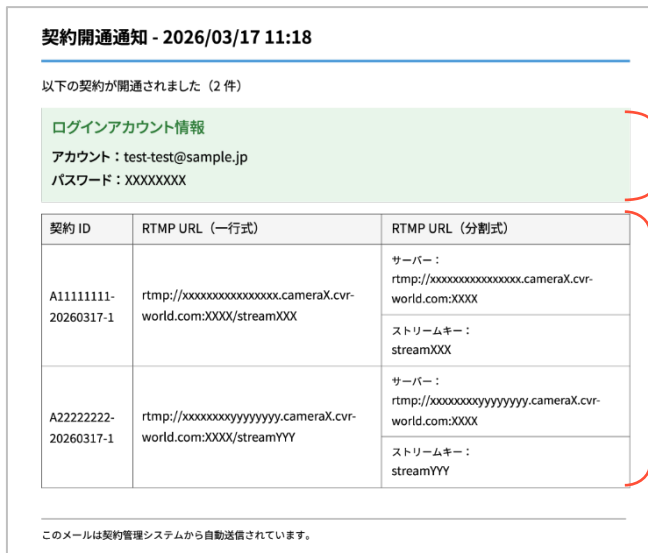 契約開通通知 - 2026/03/17 11:18
以下の契約が開通されました（2 件）
ログインアカウント情報
アカウント：test-test@sample.jp
パスワード：XXXXXXXX
契約 ID
RTMP URL（一行式）
RTMP URL（分割式）
A11111111-
20260317-1
rtmp://xxxxxxxxxxxxxxxx.cameraX.cvr-
world.com:XXXX/streamXXX
サーバー：
rtmp://xxxxxxxxxxxxxxxx.cameraX.cvr-
world.com:XXXX
ストリームキー：
streamXXX
A22222222-
20260317-1
rtmp://xxxxxxxxyyyyyyyy.cameraX.cvr-
world.com:XXXX/streamYYY
サーバー：
rtmp://xxxxxxxxyyyyyyyy.cameraX.cvr-
world.com:XXXX
ストリームキー：
streamYYY
このメールは契約管理システムから自動送信されています。